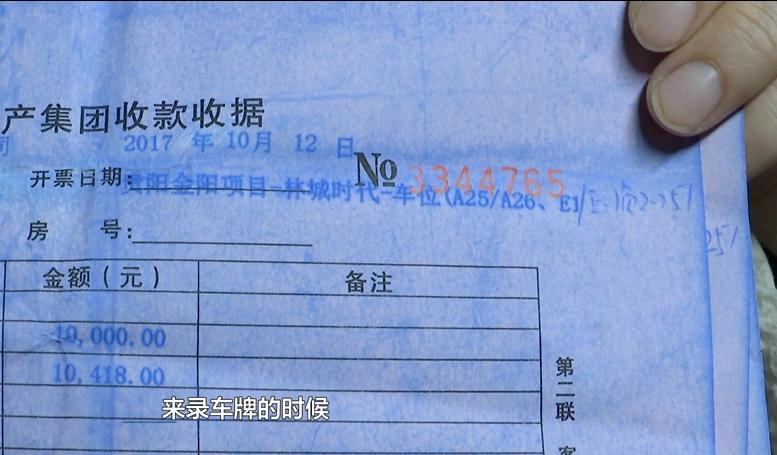 产集团收款收据
2017 年 10月 12 日
开票日期:
No 3344765
贵阳金阳项目-林城时代-车位(A25/A26、E1
房 号:
金额(元) 备注
10,000.00
10,418.00
第二联
来录车牌的时候